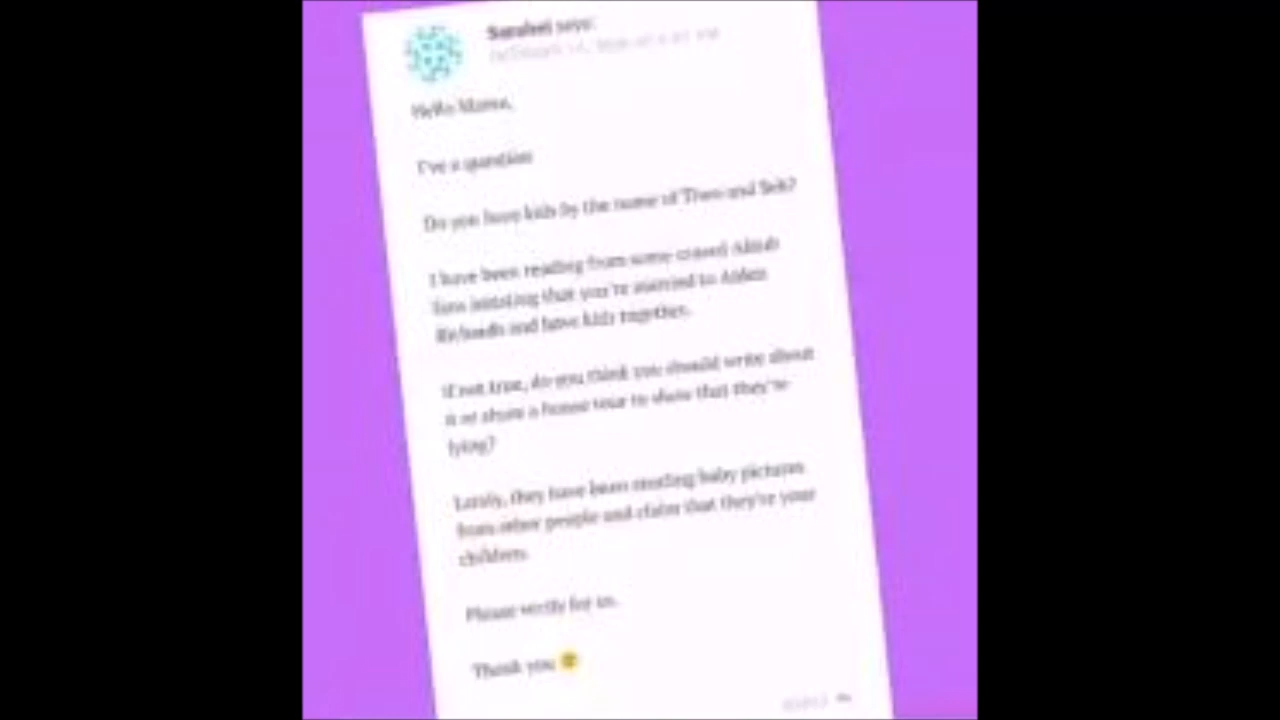 says:
Hello
I've a question
Do you have kids by the name of Theo and Seb?
I have been reading from some Aldub
fans insisting that you're married to Alden
Richards and have kids together.
If not true, do you think you should write about
it or share a house tour to show that they're
lying?
Lately, they have been stealing baby pictures
from other people and claim that they're your
children.
Please verify for us.
Thank you 🙂